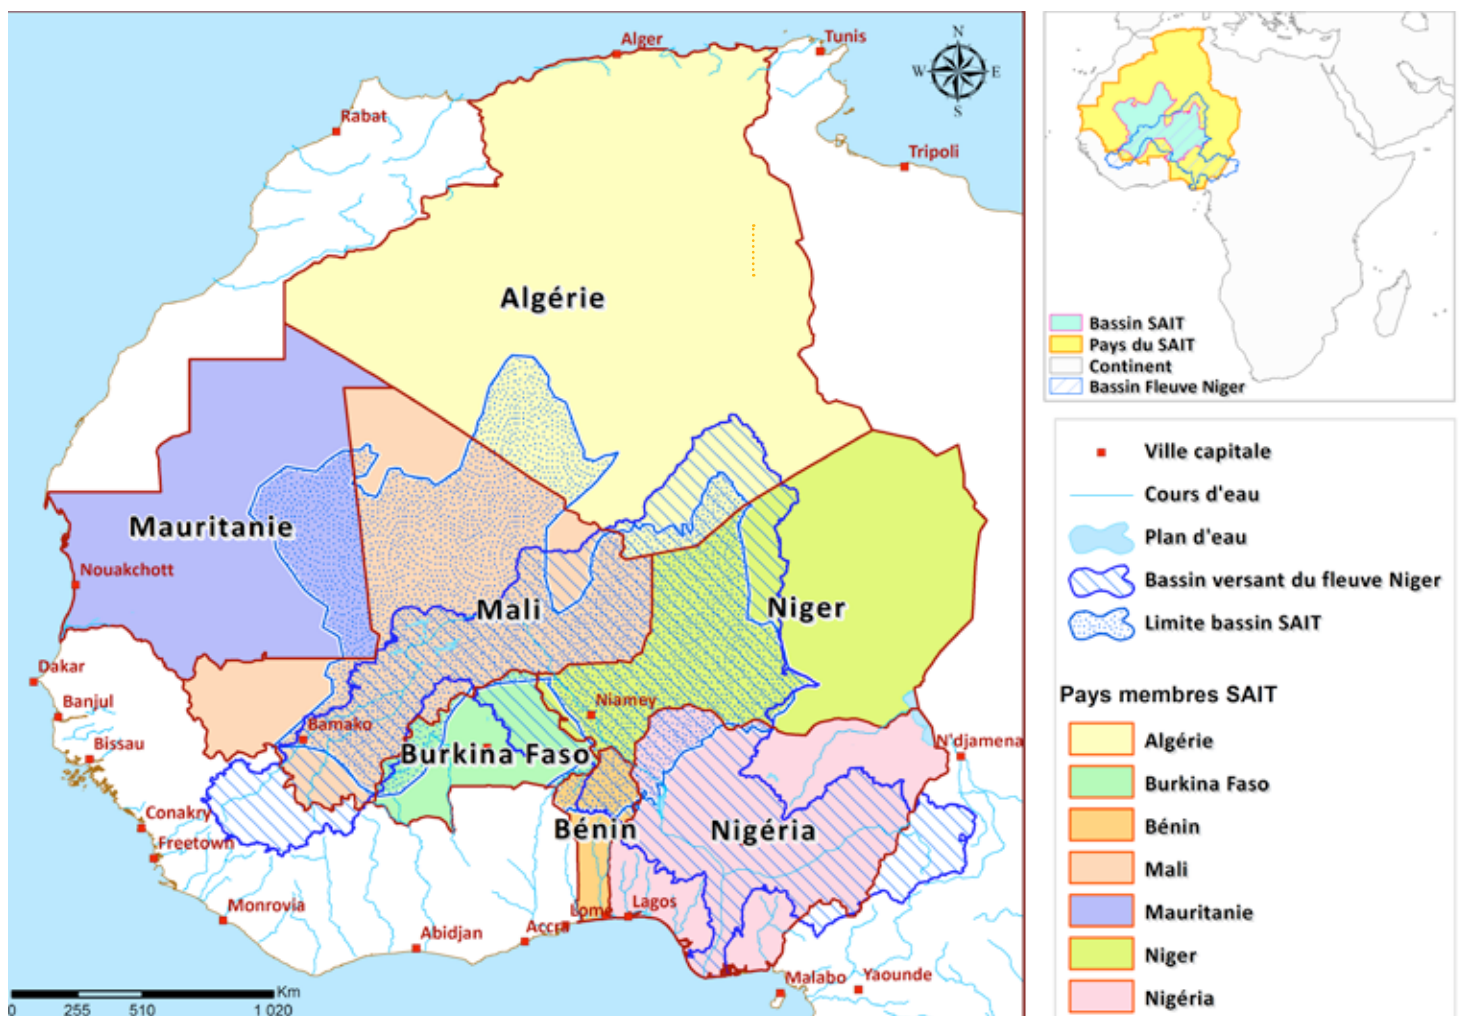 Alger
Tunis
N
W
E
S
Rabat
Tripoli
Algérie
Mauritanie
Nouakchott
Mali
Niger
Dakar
Banjul
Bissau
Bamako
Niamey
Burkina Faso
N'djamena
Conakry
Freetown
Bénin
Nigéria
Monrovia
Abidjan
Accra
Lomé
Lagos
Malabo
Yaounde
Km
0 255 510 1 020
Bassin SAIT
Pays du SAIT
Continent
Bassin Fleuve Niger
Ville capitale
Cours d'eau
Plan d'eau
Bassin versant du fleuve Niger
Limite bassin SAIT
Pays membres SAIT
Algérie
Burkina Faso
Bénin
Mali
Mauritanie
Niger
Nigéria